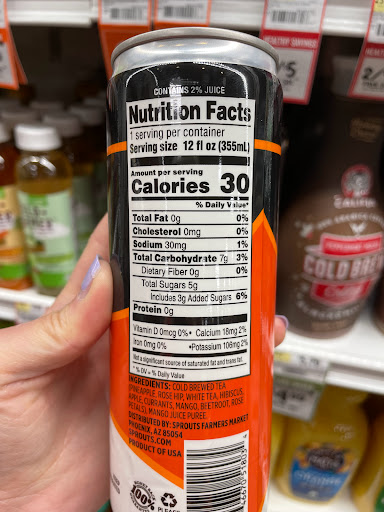 CONTAINS 2% JUICE
Nutrition Facts
1 serving per container
Serving size 12 fl oz (355mL)
Amount per serving
Calories 30
% Daily Value*
Total Fat 0g 0%
Cholesterol 0mg 0%
Sodium 30mg 1%
Total Carbohydrate 7g 3%
Dietary Fiber 0g 0%
Total Sugars 5g
Includes 3g Added Sugars 6%
Protein 0g
Vitamin D 0mcg 0% • Calcium 18mg 2%
Iron 0mg 0% • Potassium 106mg 2%
Not a significant source of saturated fat and trans fat.
* % DV = % Daily Value
INGREDIENTS: COLD BREWED TEA
PINEAPPLE, ROSE HIP, WHITE TEA, HIBISCUS,
APPLE, CURRANTS, MANGO, BEETROOT, ROSE
PETALS), MANGO JUICE PUREE.
DISTRIBUTED BY: SPROUTS FARMERS MARKET
PHOENIX, AZ 85054
SPROUTS.COM
PRODUCT OF USA
100%
PLEASE
HEALTHY SAVINGS
COLD BREW